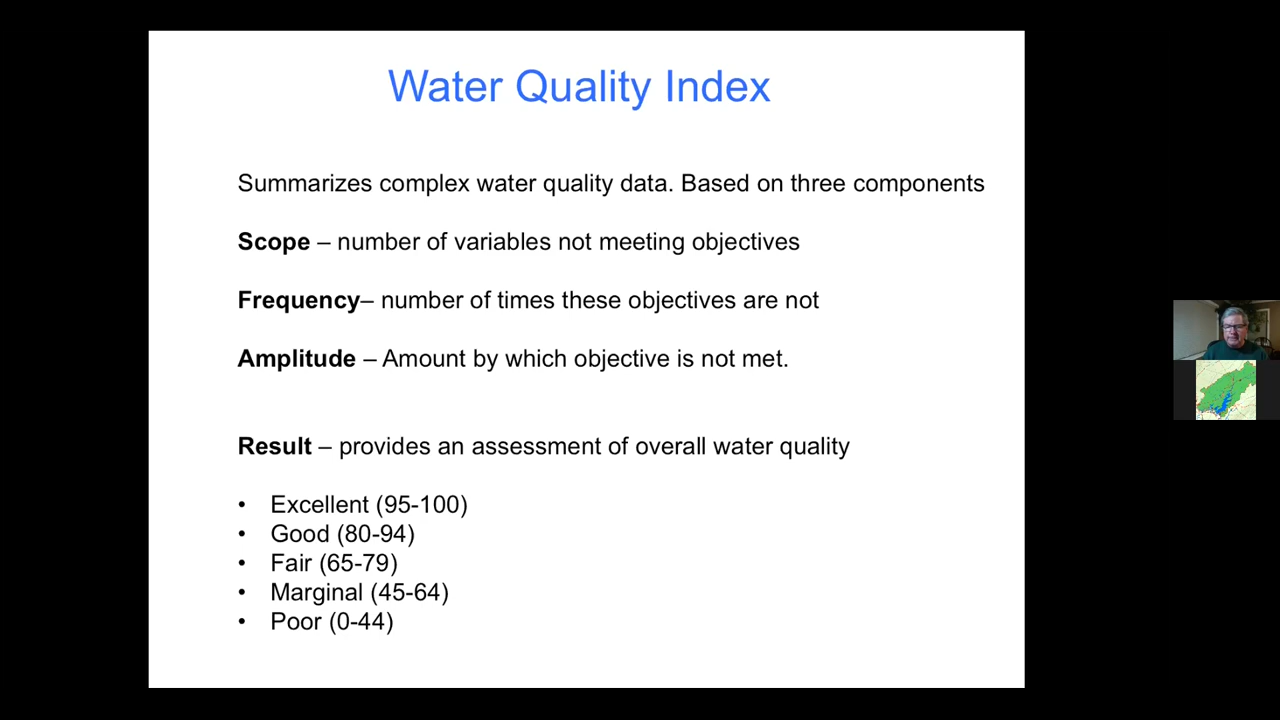 Water Quality Index
Summarizes complex water quality data. Based on three components
Scope – number of variables not meeting objectives
Frequency– number of times these objectives are not
Amplitude – Amount by which objective is not met.
Result – provides an assessment of overall water quality
• Excellent (95-100)
• Good (80-94)
• Fair (65-79)
• Marginal (45-64)
• Poor (0-44)